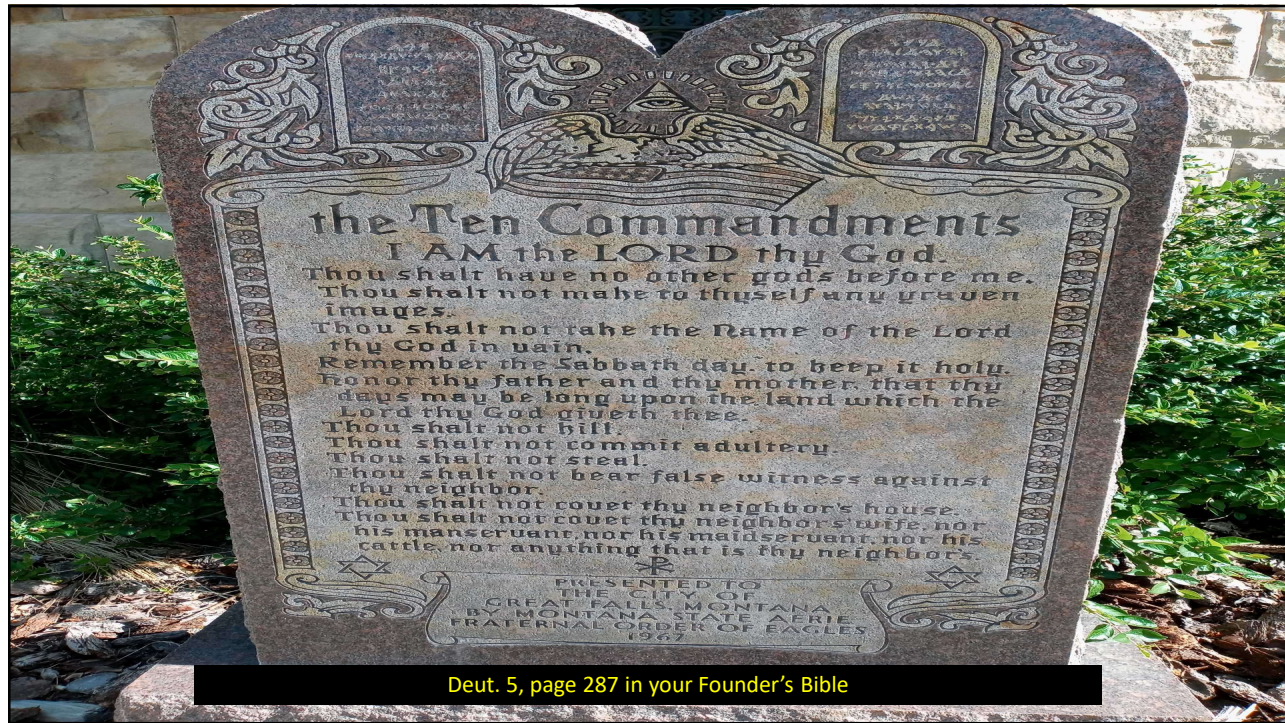 the Ten Commandments
I AM the LORD thy God.
Thou shalt have no other gods before me.
Thou shalt not make to thyself any graven
images.
Thou shalt not take the Name of the Lord
thy God in vain.
Remember the Sabbath day, to keep it holy.
Honor thy father and thy mother, that thy
days may be long upon the land which the
Lord thy God giveth thee.
Thou shalt not kill.
Thou shalt not commit adultery.
Thou shalt not steal.
Thou shalt not bear false witness against
thy neighbor.
Thou shalt not covet thy neighbor's house.
Thou shalt not covet thy neighbor's wife, nor
his manservant, nor his maidservant, nor his
cattle, nor anything that is thy neighbor's.
PRESENTED TO
THE CITY OF
GREAT FALLS, MONTANA
BY MONTANA STATE AERIE
FRATERNAL ORDER OF EAGLES
1967
Deut. 5, page 287 in your Founder's Bible